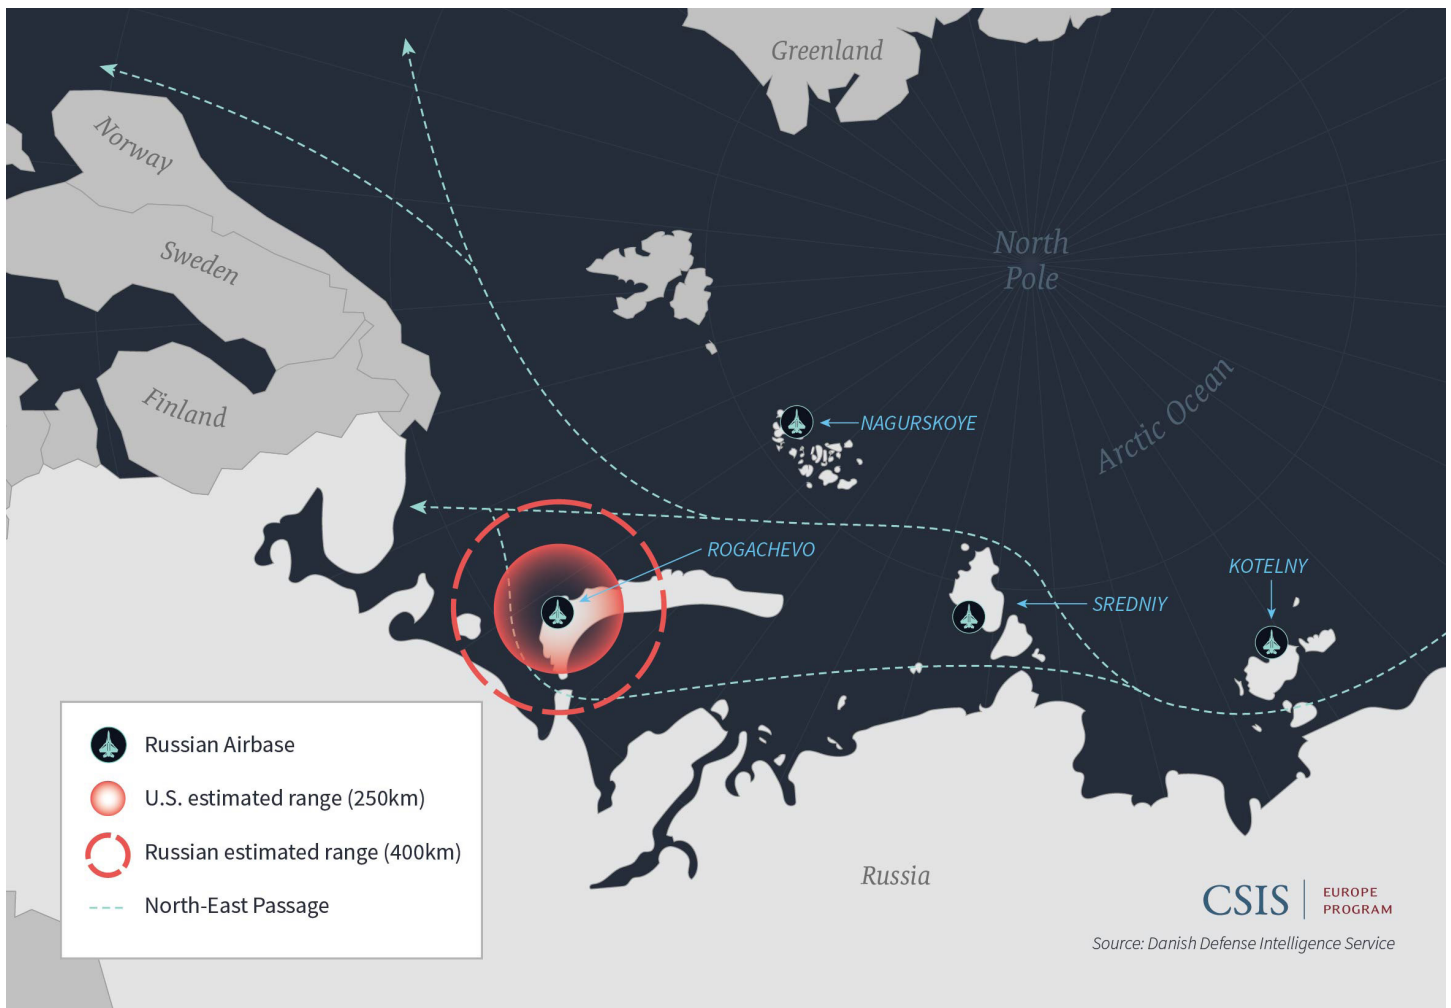 Greenland
Norway
North
Pole
Sweden
Arctic Ocean
Finland
NAGURSKOYE
ROGACHEVO
KOTELNY
SREDNIY
Russian Airbase
U.S. estimated range (250km)
Russian estimated range (400km)
North-East Passage
Russia
CSIS
EUROPE
PROGRAM
Source: Danish Defense Intelligence Service